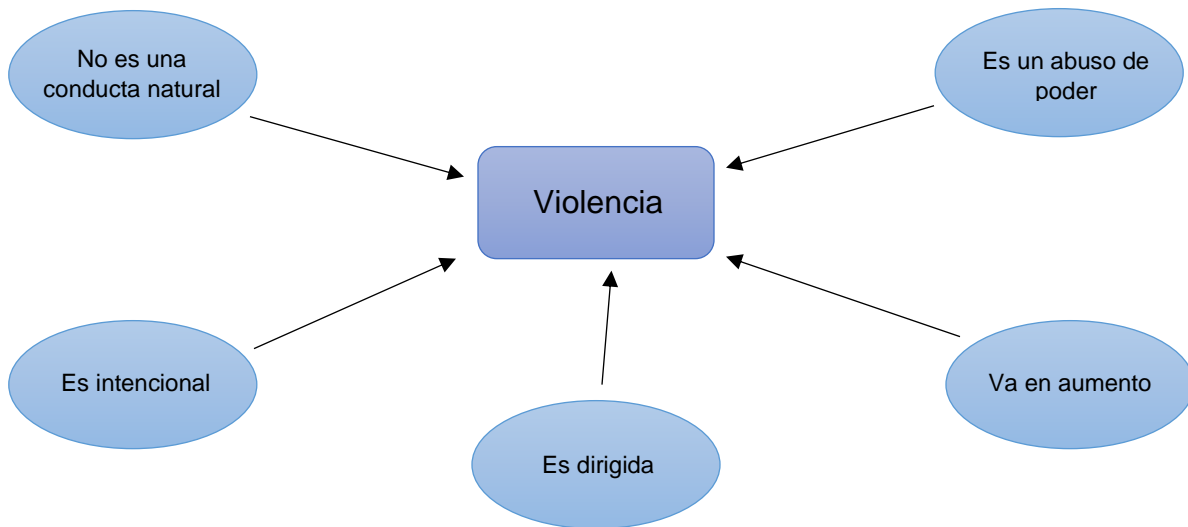 No es una
conducta natural
Es un abuso de
poder
Violencia
Es intencional
Va en aumento
Es dirigida